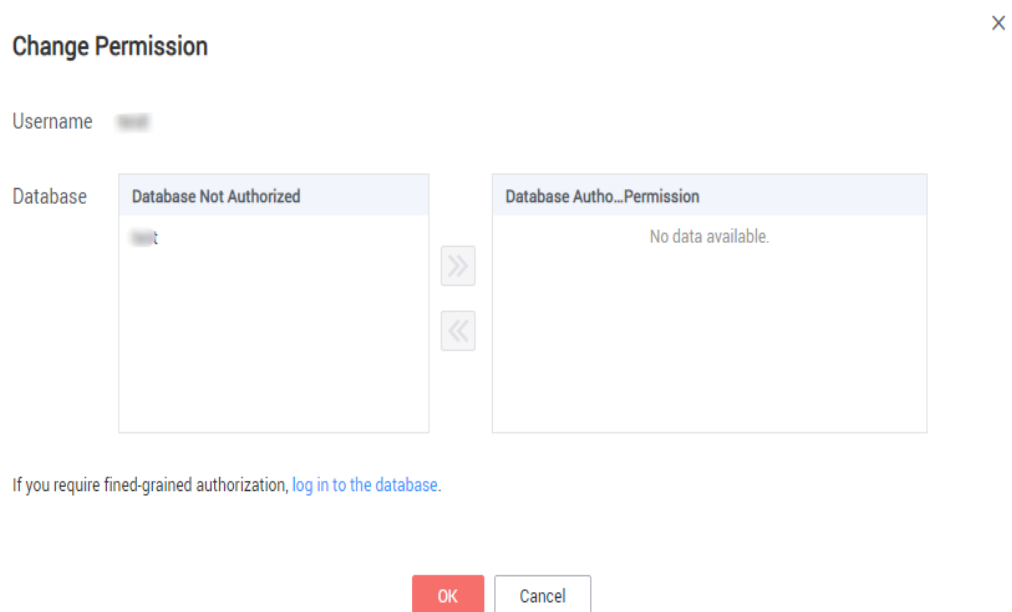 Change Permission
Username
Database
Database Not Authorized
Database Autho...Permission
No data available.
If you require fined-grained authorization, log in to the database.
OK
Cancel